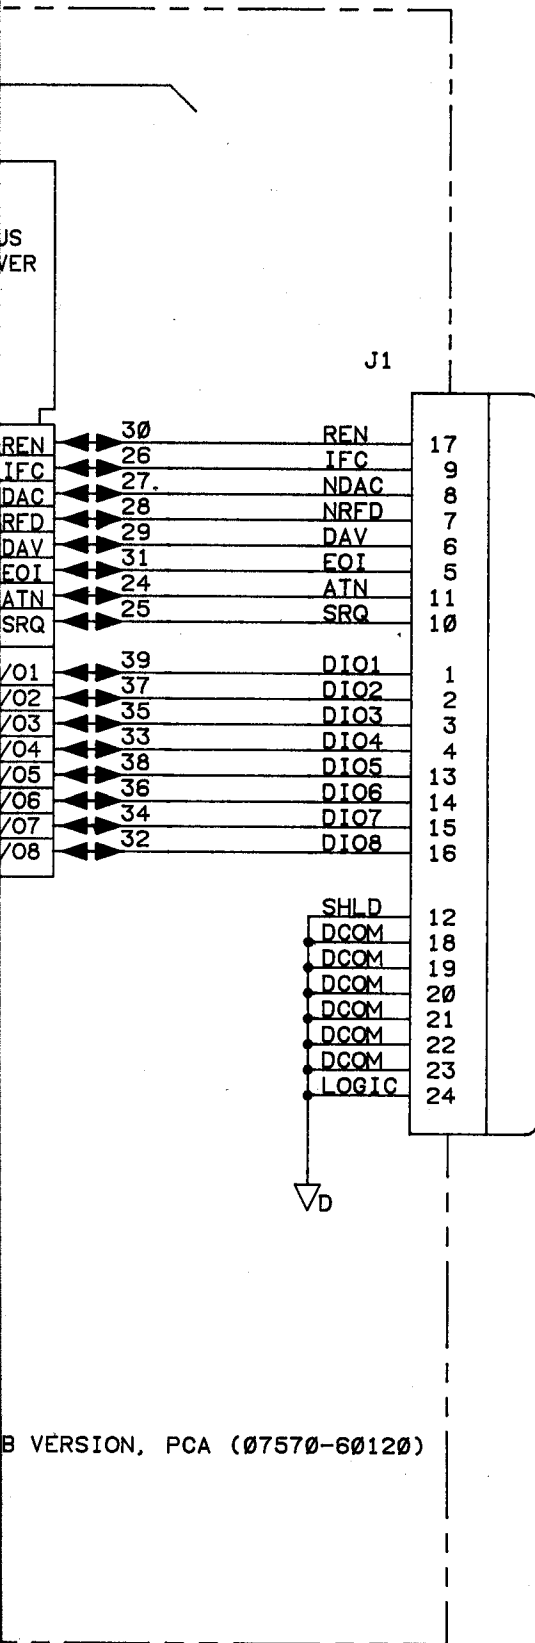 US
VER
J1
REN 30 REN 17
IFC 26 IFC 9
DAC 27. NDAC 8
RFD 28 NRFD 7
DAV 29 DAV 6
EOI 31 EOI 5
ATN 24 ATN 11
SRQ 25 SRQ 1Ø
/O1 39 DIO1 1
/O2 37 DIO2 2
/O3 35 DIO3 3
/O4 33 DIO4 4
/O5 38 DIO5 13
/O6 36 DIO6 14
/O7 34 DIO7 15
/O8 32 DIO8 16
SHLD 12
DCOM 18
DCOM 19
DCOM 2Ø
DCOM 21
DCOM 22
DCOM 23
LOGIC 24
D
B VERSION, PCA (Ø757Ø-6Ø12Ø)